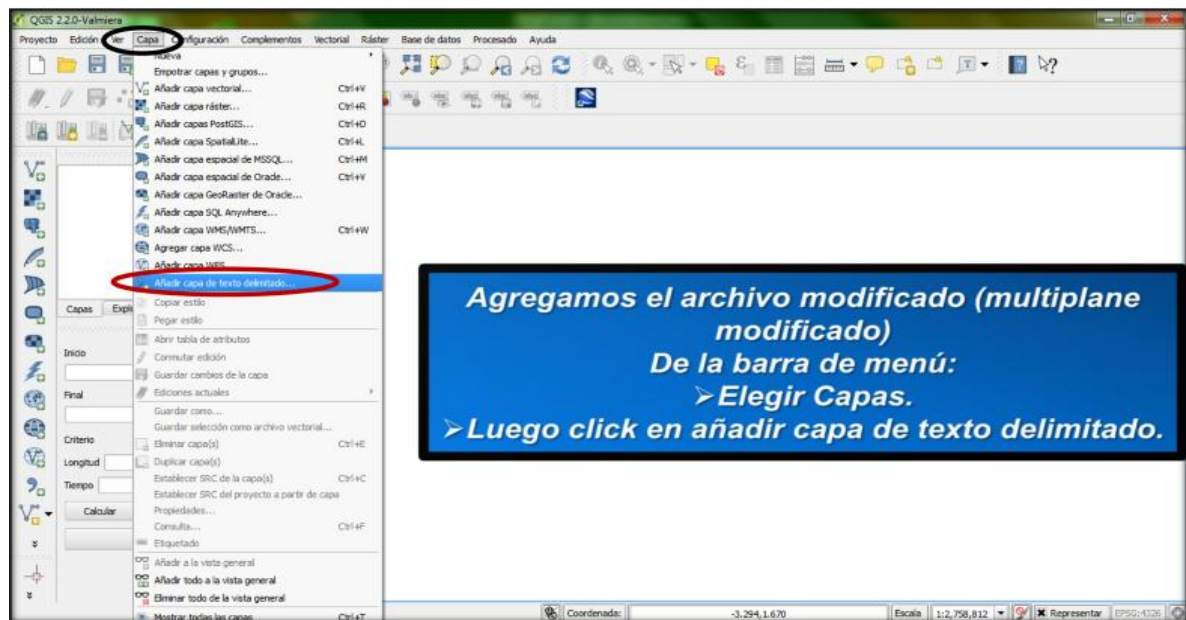 QGIS 2.2.0-Valmiera
Proyecto Edición Ver Capa Configuración Complementos Vectorial Ráster Base de datos Procesado Ayuda
Nueva
Empotrar capas y grupos...
Añadir capa vectorial... Ctrl+V
Añadir capa ráster... Ctrl+R
Añadir capas PostGIS... Ctrl+D
Añadir capa SpatiaLite... Ctrl+L
Añadir capa espacial de MSSQL... Ctrl+M
Añadir capa espacial de Oracle... Ctrl+V
Añadir capa GeoRaster de Oracle...
Añadir capa SQL Anywhere...
Añadir capa WMS/WMTS... Ctrl+W
Agregar capa WCS...
Añadir capa WFS
Añadir capa de texto delimitado...
Copiar estilo
Pegar estilo
Abrir tabla de atributos
Conmutar edición
Guardar cambios de la capa
Ediciones actuales
Guardar como...
Guardar selección como archivo vectorial...
Eliminar capa(s) Ctrl+E
Duplicar capa(s)
Establecer SRC de la capa(s) Ctrl+C
Establecer SRC del proyecto a partir de capa
Propiedades...
Consulta... Ctrl+F
Etiquetado
Añadir a la vista general
Añadir todo a la vista general
Eliminar todo de la vista general
Mostrar todas las capas Ctrl+T
Capas
Inicio
Final
Criterio
Longitud
Tiempo
Calcular
Agregamos el archivo modificado (multiplane
modificado)
De la barra de menú:
➢Elegir Capas.
➢Luego click en añadir capa de texto delimitado.
Coordenada: -3.294,1.670 Escala 1:2,758,812 Representar EPSG:4326